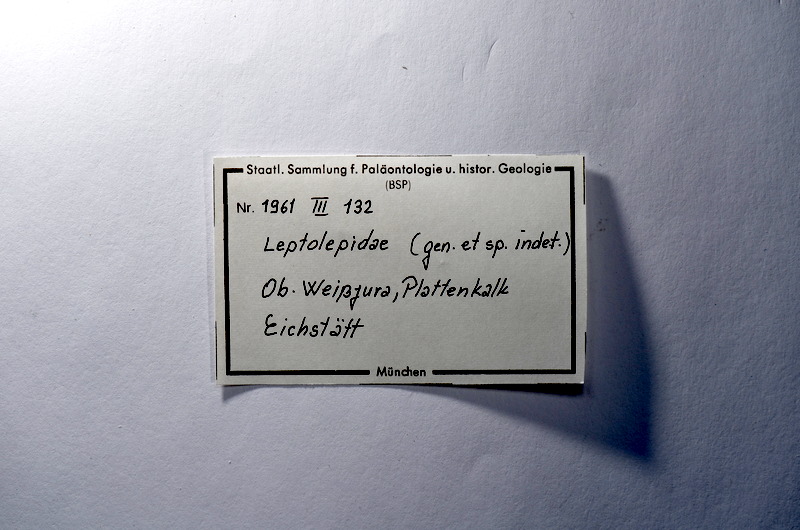 Staatl. Sammlung f. Paläontologie u. histor. Geologie
(BSP)
Nr. 1961 III 132
Leptolepidae (gen. et sp. indet.)
Ob. Weißjura, Plattenkalk
Eichstätt
München